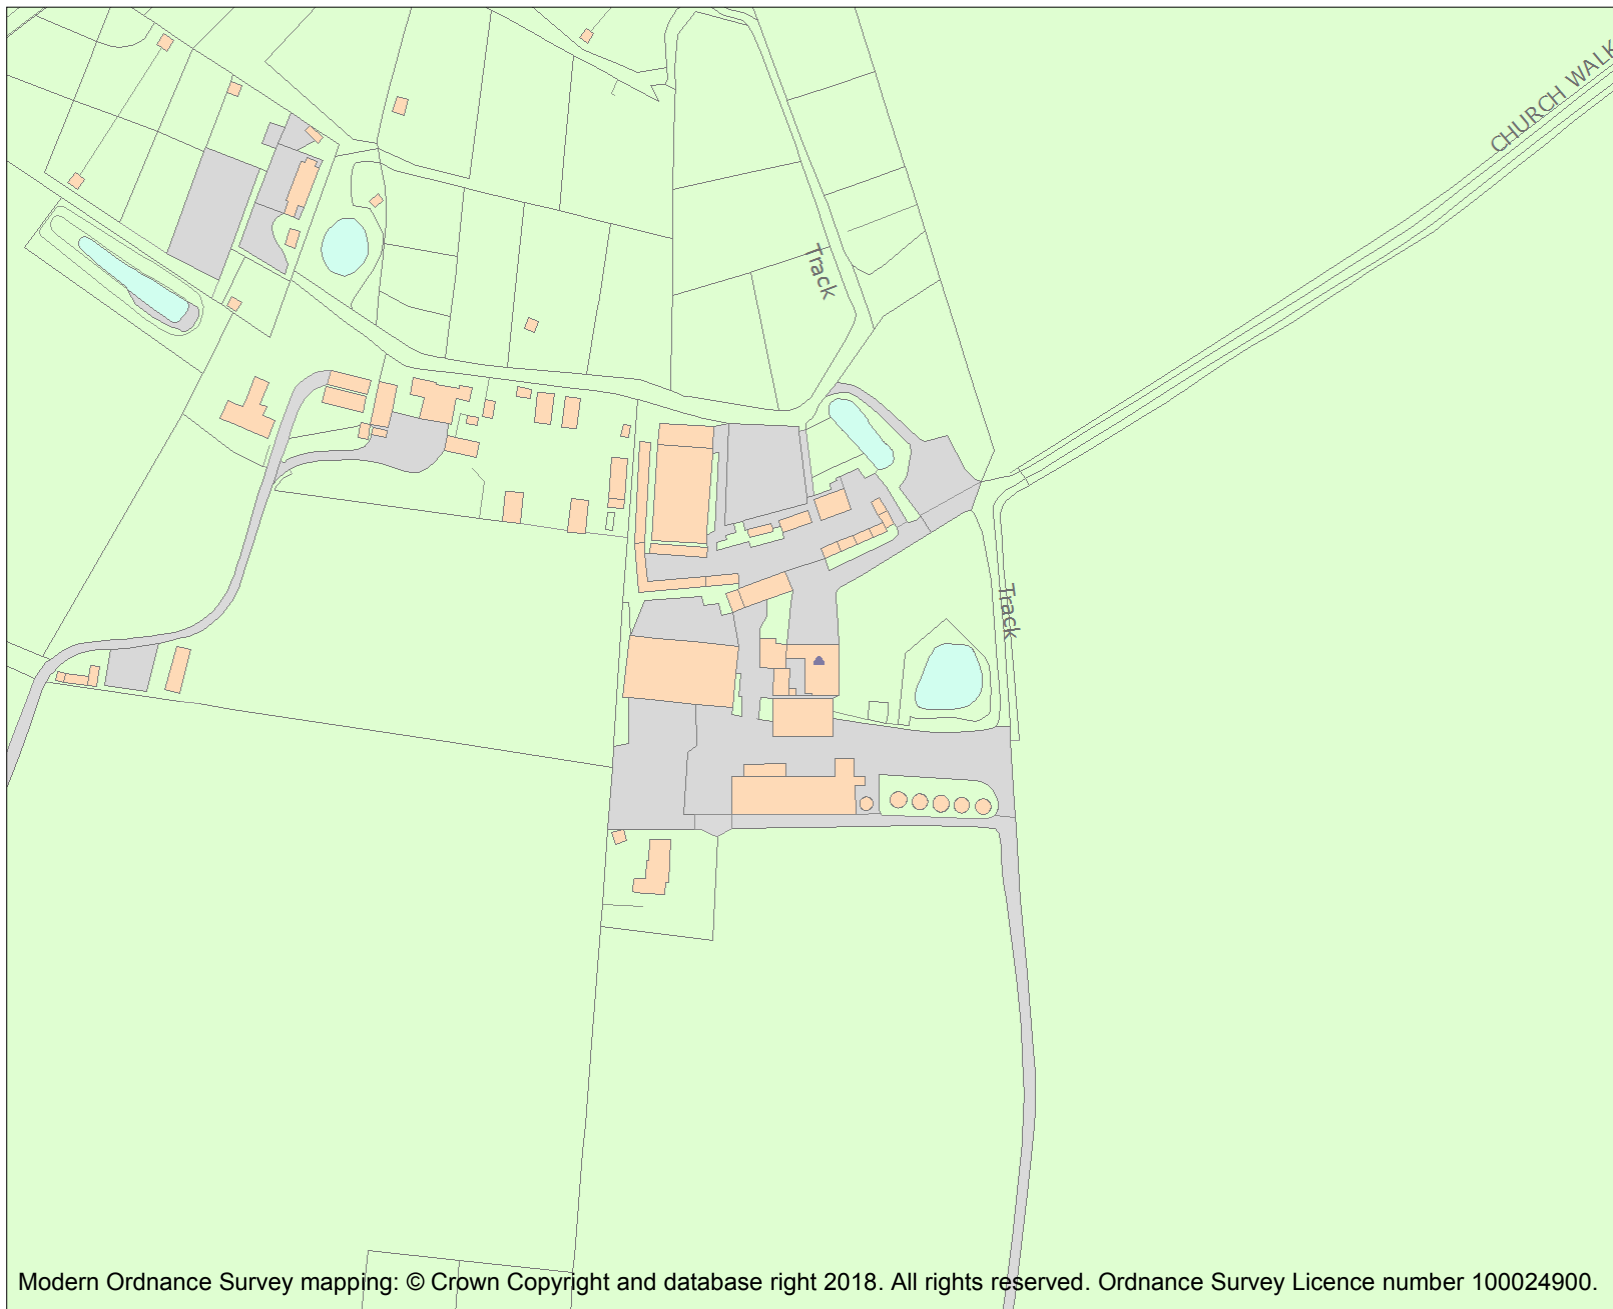 CHURCH WALK
Track
Track
Modern Ordnance Survey mapping: © Crown Copyright and database right 2018. All rights reserved. Ordnance Survey Licence number 100024900.